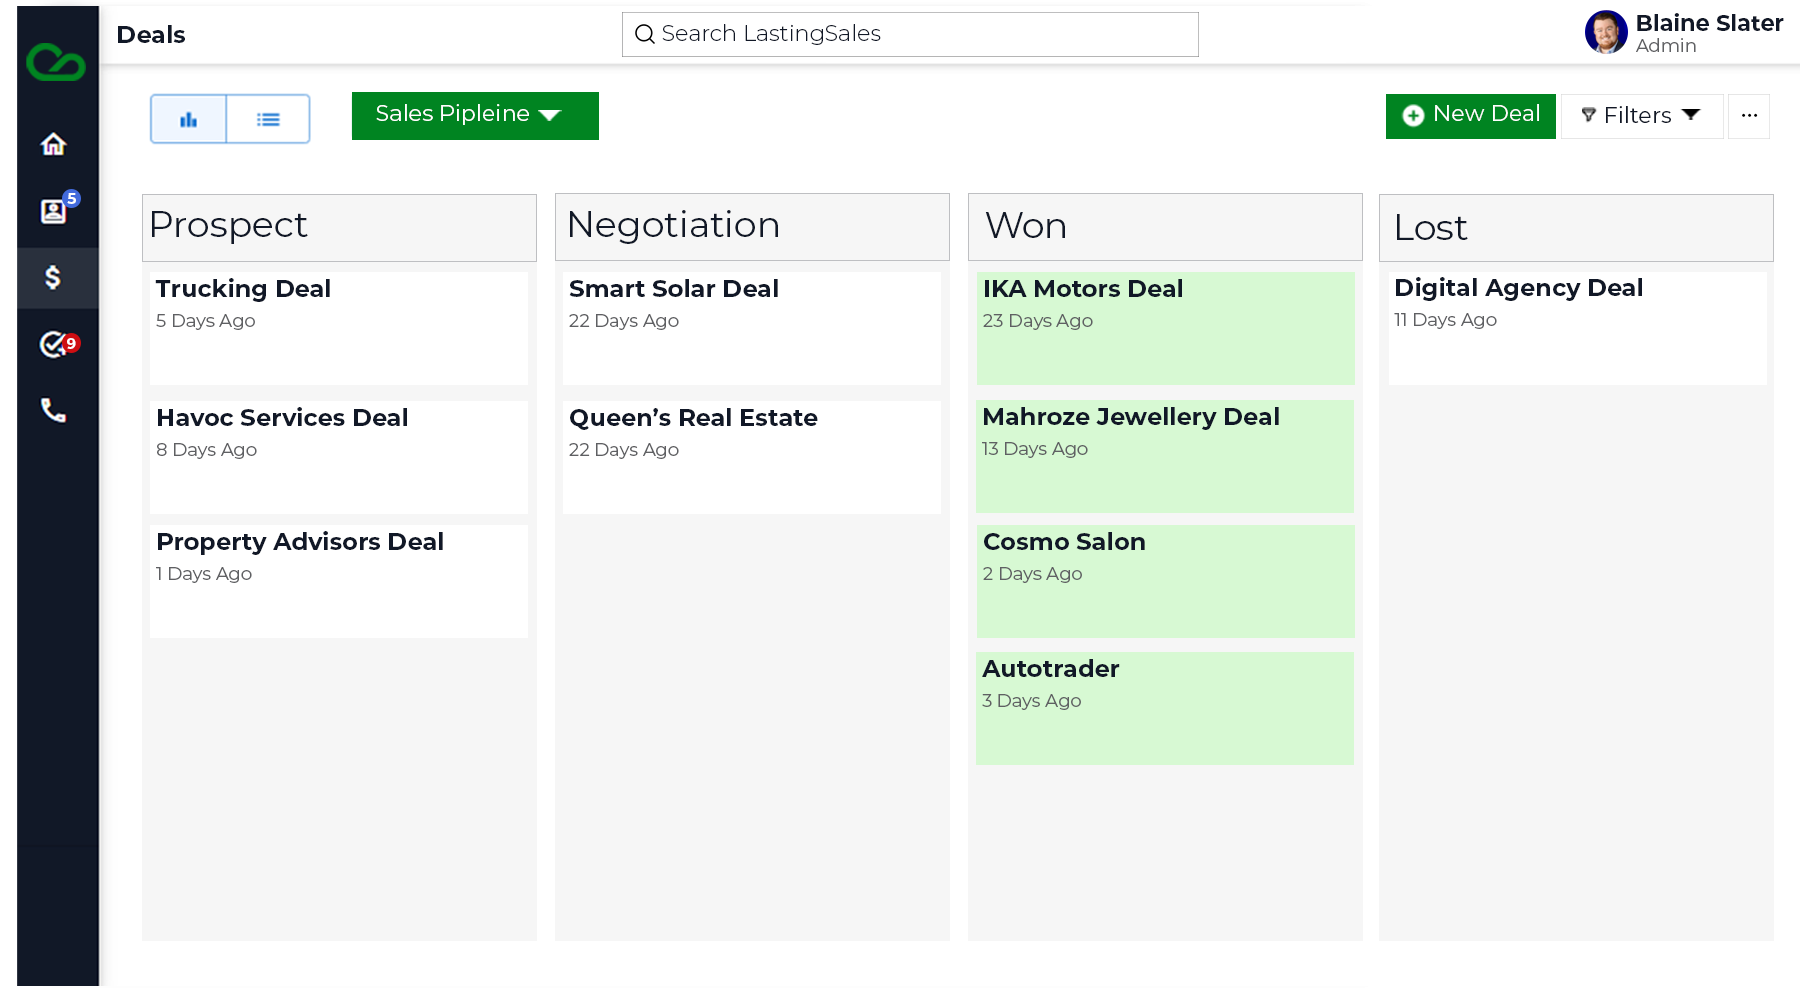 Deals
Search LastingSales
Blaine Slater
Admin
Sales Pipleine
New Deal
Filters
...
5
9
Prospect
Trucking Deal
5 Days Ago
Havoc Services Deal
8 Days Ago
Property Advisors Deal
1 Days Ago
Negotiation
Smart Solar Deal
22 Days Ago
Queen’s Real Estate
22 Days Ago
Won
IKA Motors Deal
23 Days Ago
Mahroze Jewellery Deal
13 Days Ago
Cosmo Salon
2 Days Ago
Autotrader
3 Days Ago
Lost
Digital Agency Deal
11 Days Ago